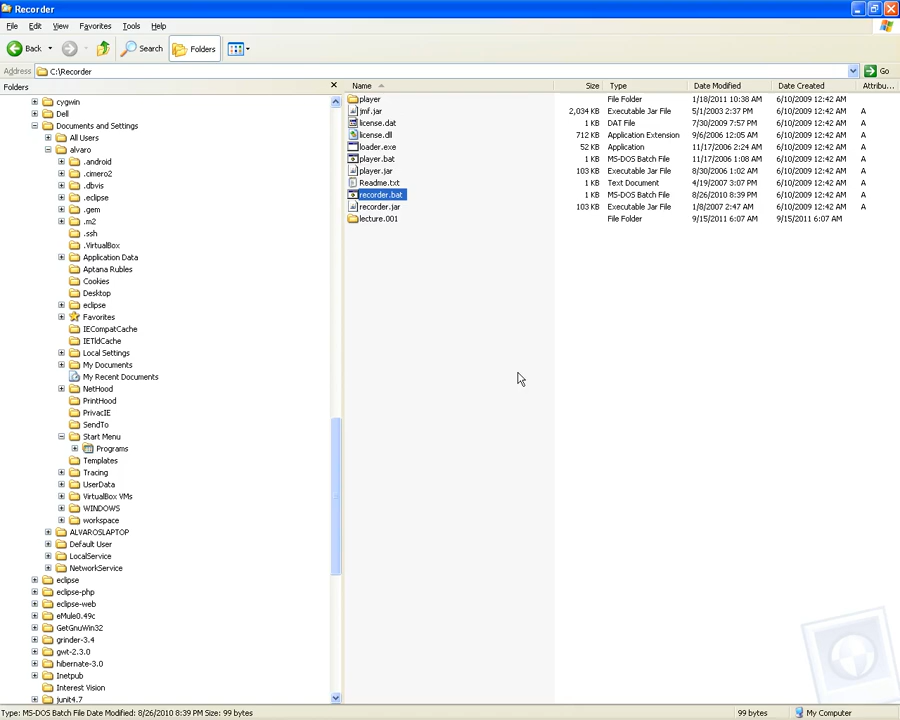 Recorder
File Edit View Favorites Tools Help
Back Search Folders
Address C:\Recorder Go
Folders
cygwin
Dell
Documents and Settings
All Users
alvaro
.android
.cimero2
.dbvis
.eclipse
.gem
.m2
.ssh
.VirtualBox
Application Data
Aptana Rubles
Cookies
Desktop
eclipse
Favorites
IECompatCache
IETldCache
Local Settings
My Documents
My Recent Documents
NetHood
PrintHood
PrivacIE
SendTo
Start Menu
Programs
Templates
Tracing
UserData
VirtualBox VMs
WINDOWS
workspace
ALVAROSLAPTOP
Default User
LocalService
NetworkService
eclipse
eclipse-php
eclipse-web
eMule0.49c
GetGnuWin32
grinder-3.4
gwt-2.3.0
hibernate-3.0
Inetpub
Interest Vision
junit4.7
Name Size Type Date Modified Date Created Attribu...
player File Folder 1/18/2011 10:38 AM 6/10/2009 12:42 AM
jmf.jar 2,034 KB Executable Jar File 5/1/2003 2:37 PM 6/10/2009 12:42 AM A
license.dat 1 KB DAT File 7/30/2009 7:57 PM 6/10/2009 12:42 AM A
license.dll 712 KB Application Extension 9/6/2006 12:05 AM 6/10/2009 12:42 AM A
loader.exe 52 KB Application 11/17/2006 2:24 AM 6/10/2009 12:42 AM A
player.bat 1 KB MS-DOS Batch File 11/17/2006 1:08 AM 6/10/2009 12:42 AM A
player.jar 103 KB Executable Jar File 8/30/2006 1:02 AM 6/10/2009 12:42 AM A
Readme.txt 1 KB Text Document 4/19/2007 3:07 PM 6/10/2009 12:42 AM A
recorder.bat 1 KB MS-DOS Batch File 8/26/2010 8:39 PM 6/10/2009 12:42 AM A
recorder.jar 103 KB Executable Jar File 1/8/2007 2:47 AM 6/10/2009 12:42 AM A
lecture.001 File Folder 9/15/2011 6:07 AM 9/15/2011 6:07 AM
Type: MS-DOS Batch File Date Modified: 8/26/2010 8:39 PM Size: 99 bytes 99 bytes My Computer